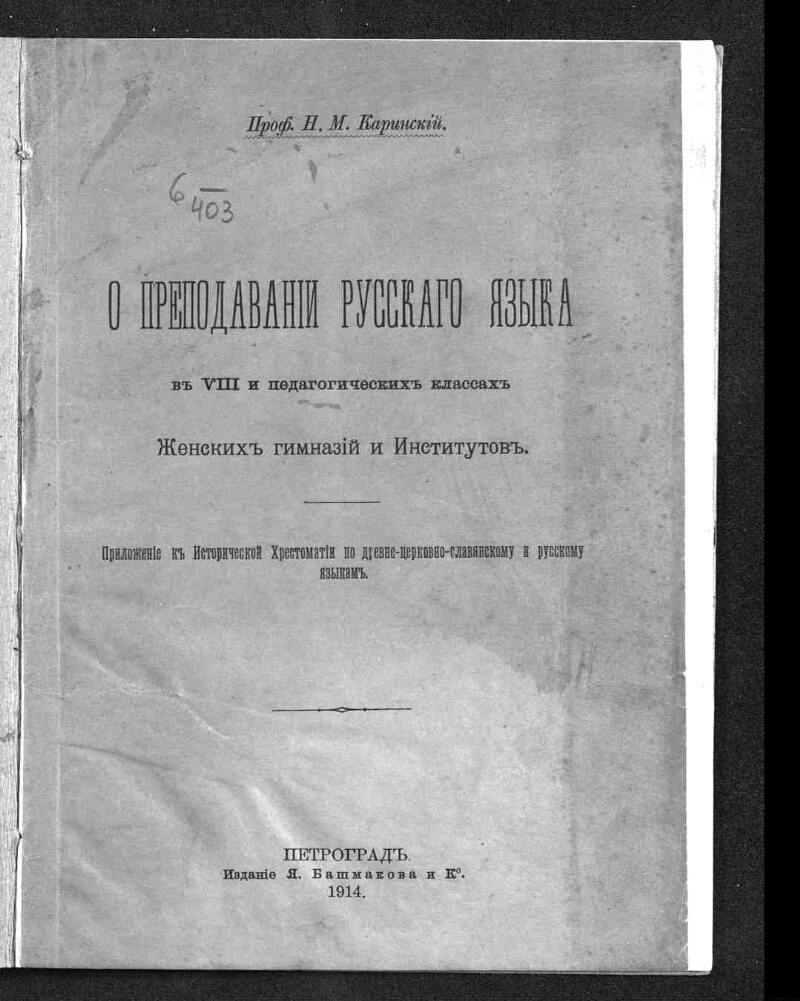 Проф. Н. М. Каринскій.
6
403
О ПРЕПОДАВАНІИ РУССКАГО ЯЗЫКА
въ VIII и педагогическихъ классахъ
Женскихъ гимназій и Институтовъ.
Приложеніе къ Исторической Хрестоматіи по древне-церковно-славянскому и русскому
языкамъ.
ПЕТРОГРАДЪ.
Изданіе Я. Башмакова и Кº.
1914.